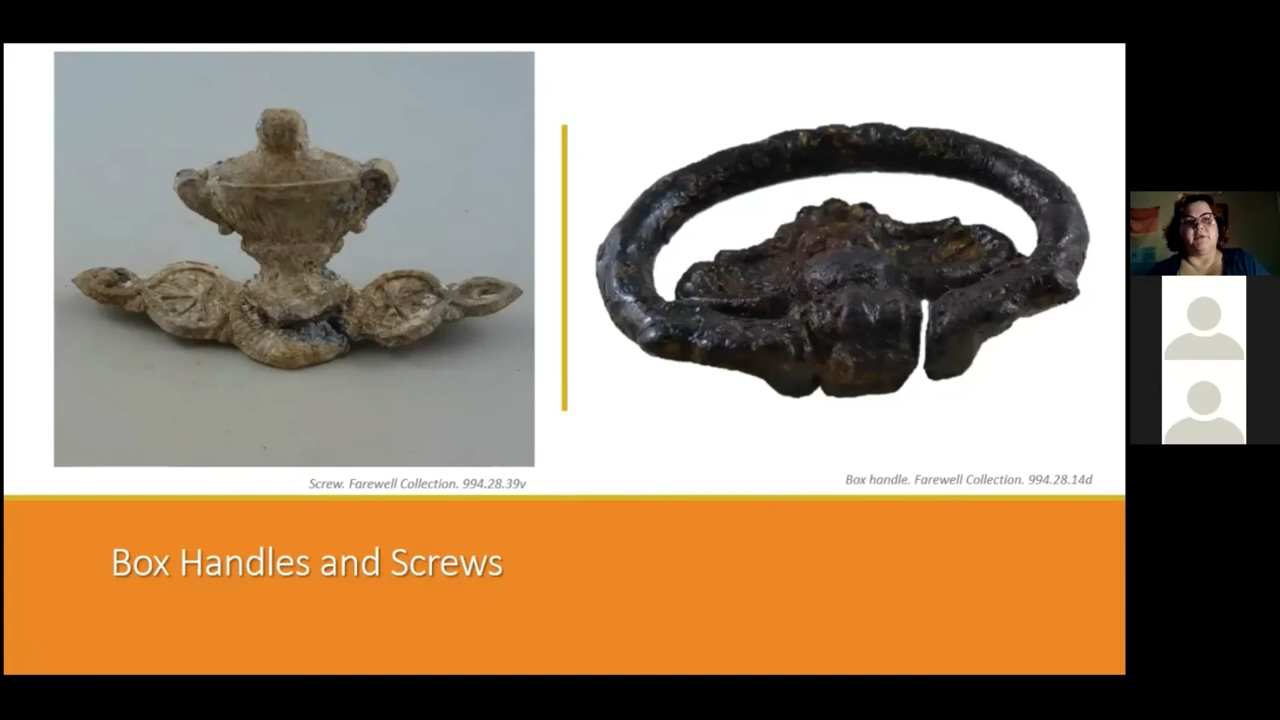 Screw. Farewell Collection. 994.28.39v
Box handle. Farewell Collection. 994.28.14d
Box Handles and Screws